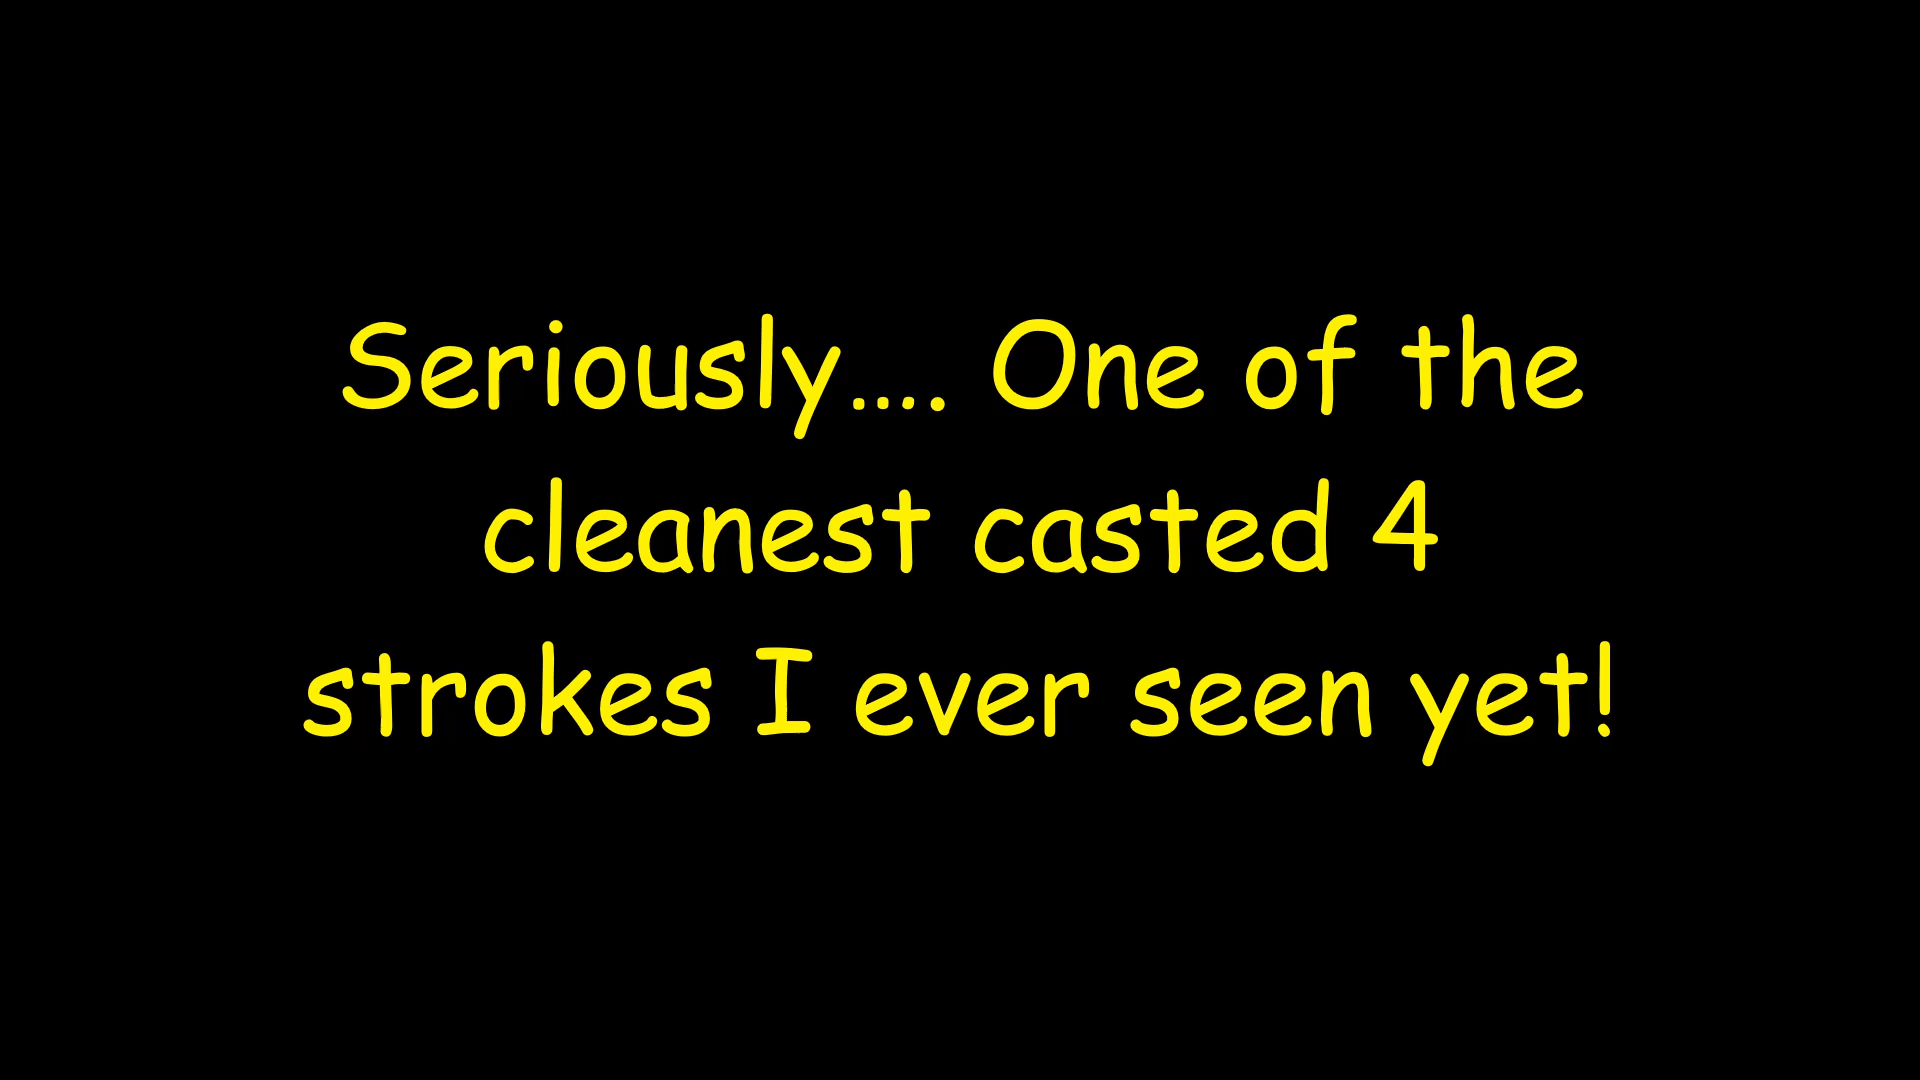 Seriously.... One of the
cleanest casted 4
strokes I ever seen yet!